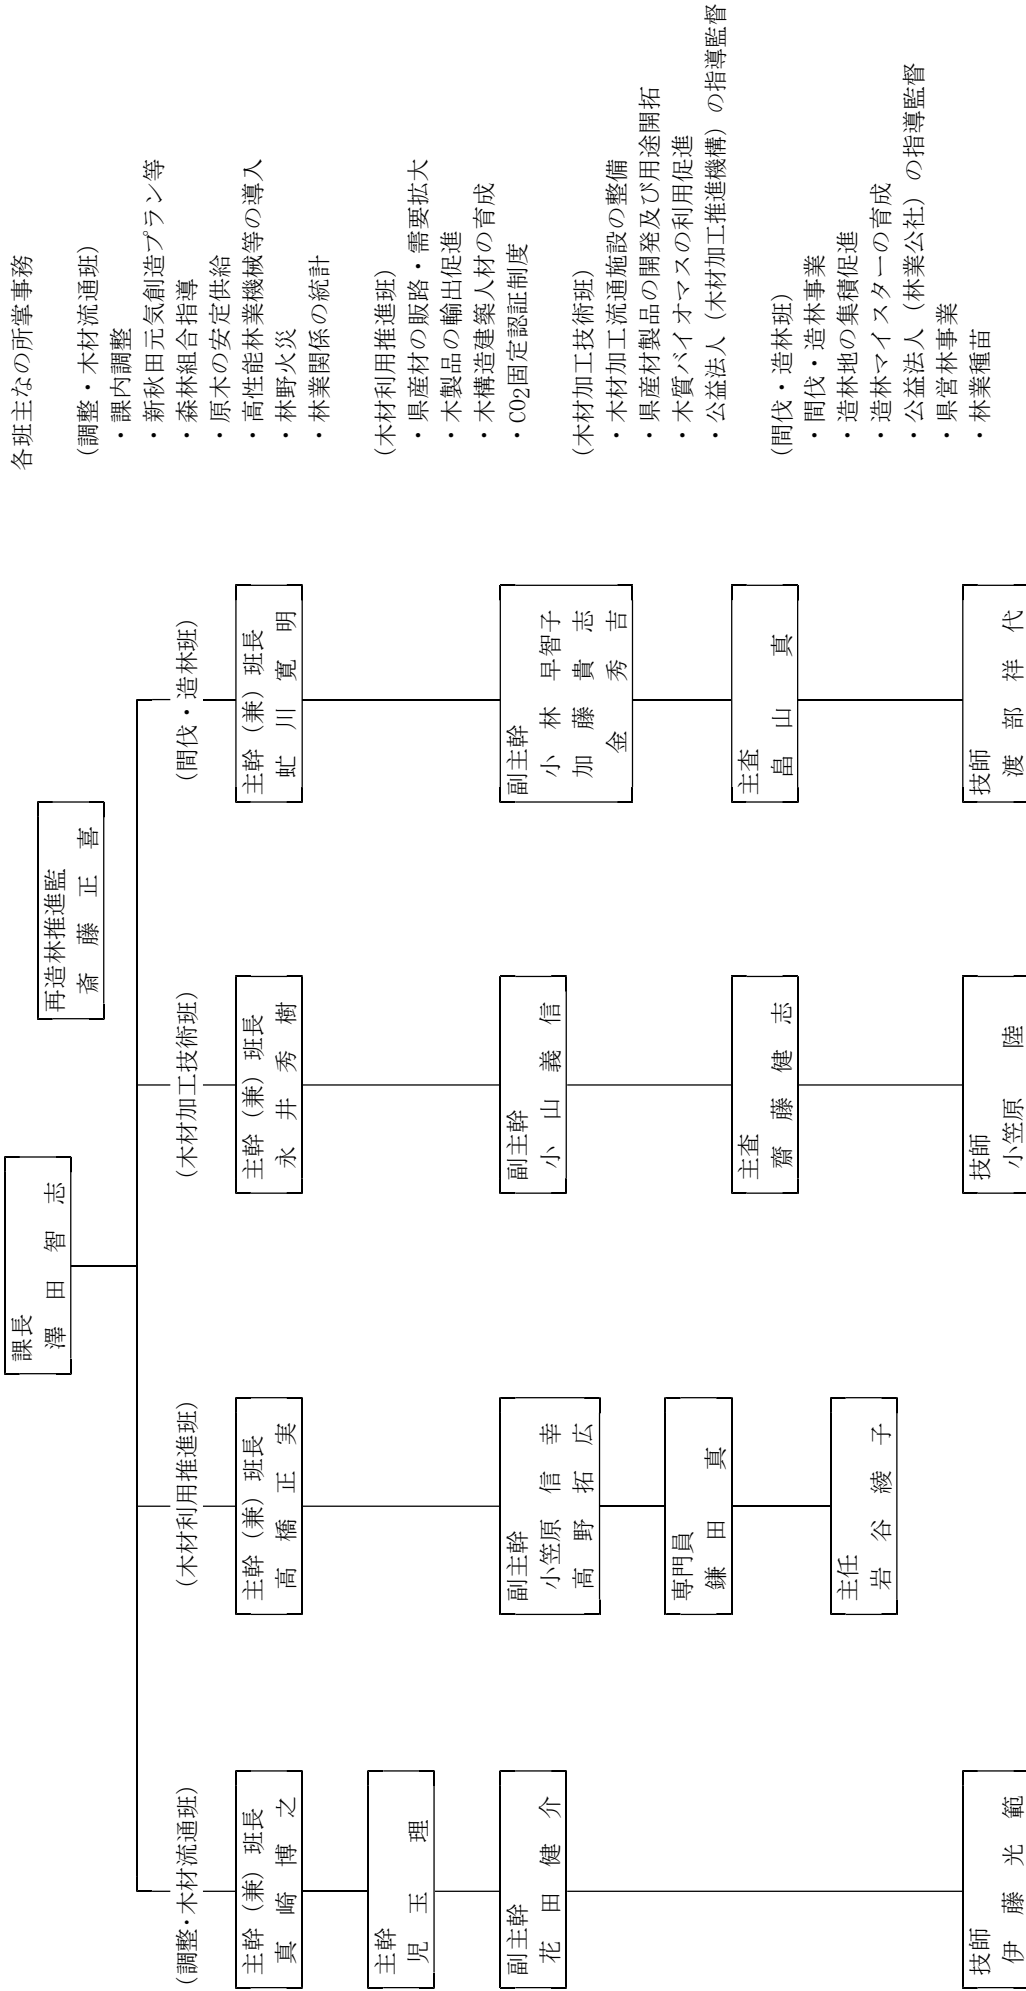 課長
澤田智志
再造林推進監
斎藤正喜
(調整・木材流通班)
主幹（兼）班長
真崎博之
主幹
児玉理
副主幹
花田健介
技師
伊藤光範
(木材利用推進班)
主幹（兼）班長
高橋正実
副主幹
小笠原信幸
高野拓広
専門員
鎌田真
主任
岩谷綾子
(木材加工技術班)
主幹（兼）班長
永井秀樹
副主幹
小山義信
主査
齋藤健志
技師
小笠原陸
(間伐・造林班)
主幹（兼）班長
虻川寛明
副主幹
小林早智子
加藤貴志
金秀吉
主査
畠山真
技師
渡部祥代
各班主なの所掌事務
(調整・木材流通班)
・課内調整
・新秋田元気創造プラン等
・森林組合指導
・原木の安定供給
・高性能林業機械等の導入
・林野火災
・林業関係の統計
(木材利用推進班)
・県産材の販路・需要拡大
・木製品の輸出促進
・木構造建築人材の育成
・CO2固定認証制度
(木材加工技術班)
・木材加工流通施設の整備
・県産材製品の開発及び用途開拓
・木質バイオマスの利用促進
・公益法人（木材加工推進機構）の指導監督
(間伐・造林班)
・間伐・造林事業
・造林地の集積促進
・造林マイスターの育成
・公益法人（林業公社）の指導監督
・県営林事業
・林業種苗